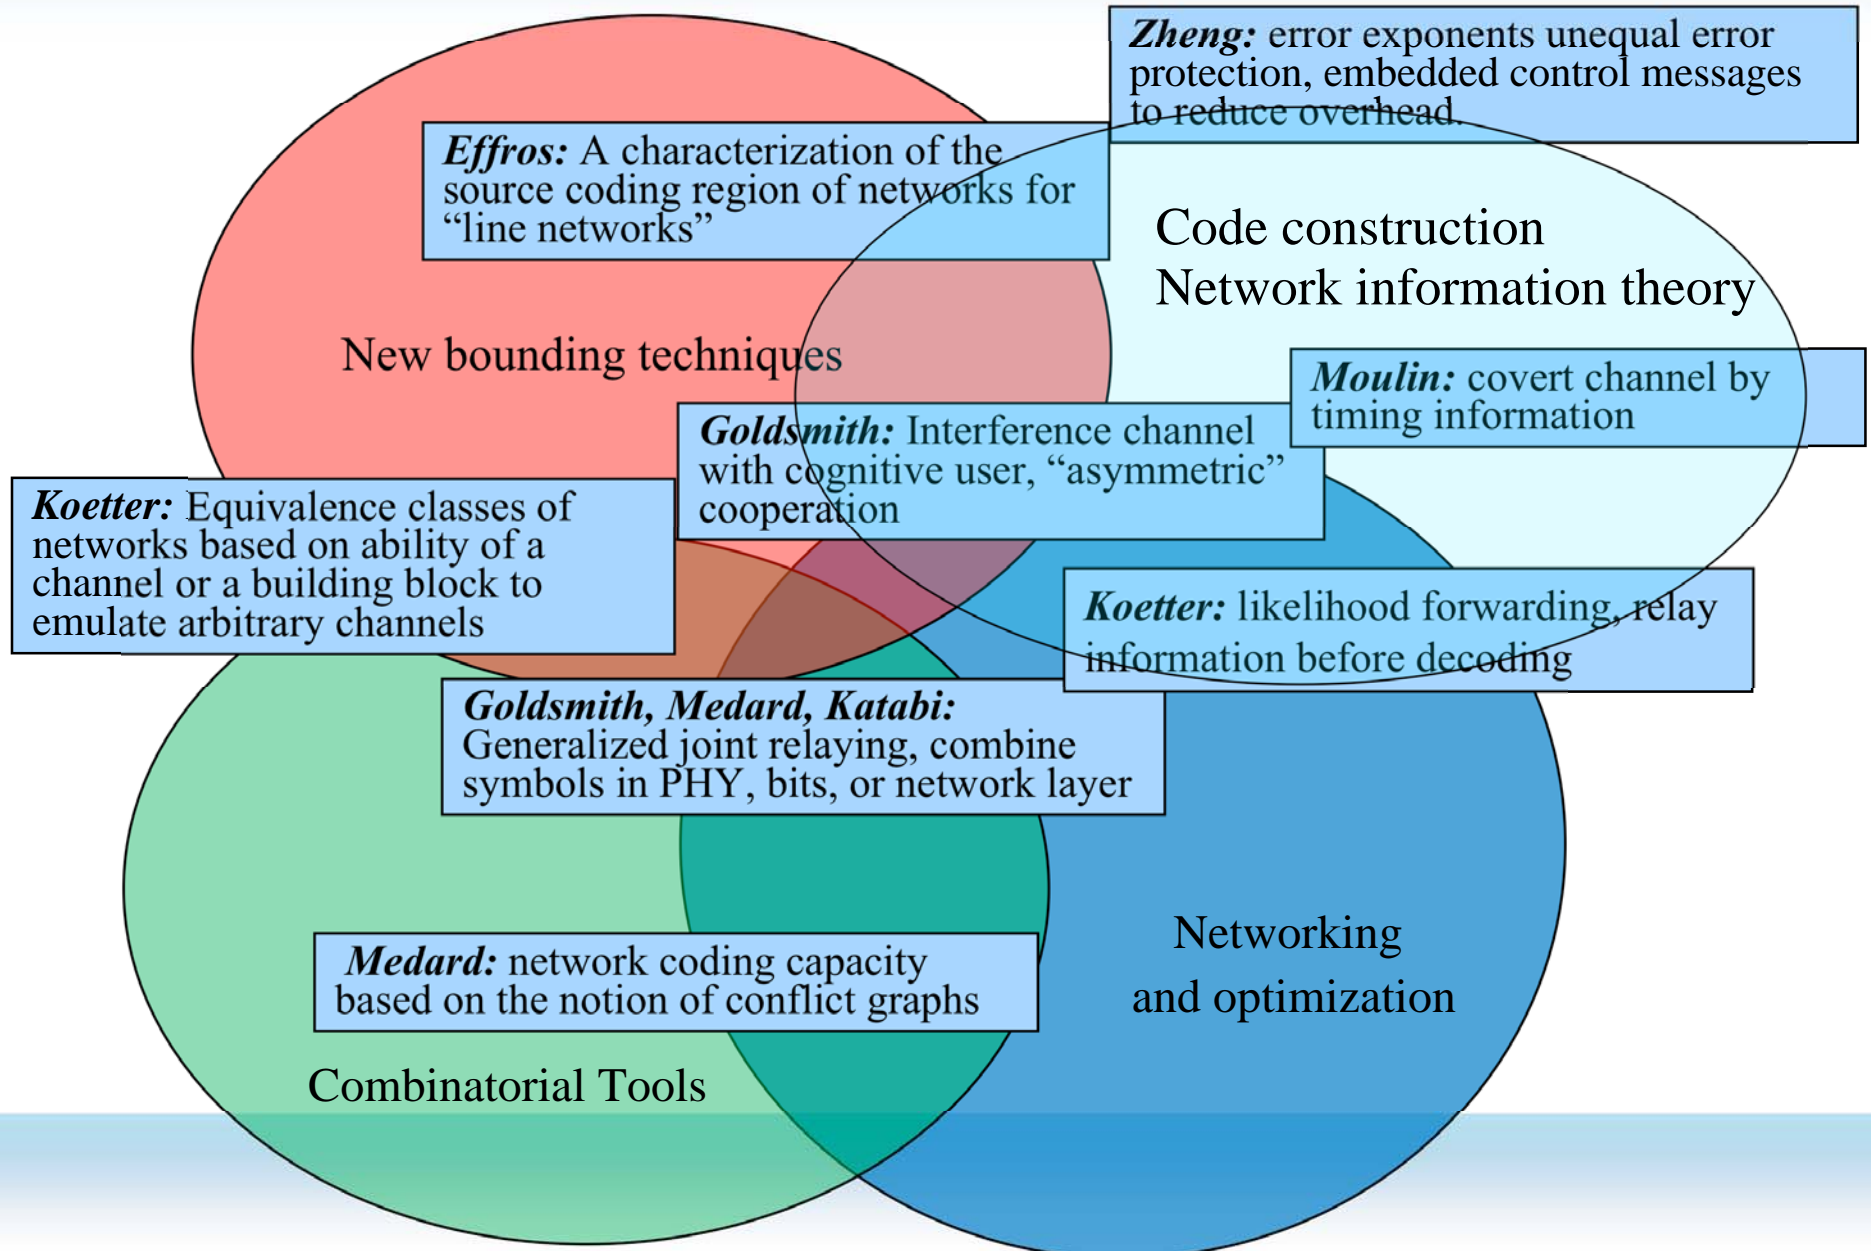 Zheng: error exponents unequal error
protection, embedded control messages
to reduce overhead.
Effros: A characterization of the
source coding region of networks for
“line networks”
Code construction
Network information theory
New bounding techniques
Moulin: covert channel by
timing information
Goldsmith: Interference channel
with cognitive user, “asymmetric”
cooperation
Koetter: Equivalence classes of
networks based on ability of a
channel or a building block to
emulate arbitrary channels
Koetter: likelihood forwarding, relay
information before decoding
Goldsmith, Medard, Katabi:
Generalized joint relaying, combine
symbols in PHY, bits, or network layer
Networking
and optimization
Medard: network coding capacity
based on the notion of conflict graphs
Combinatorial Tools